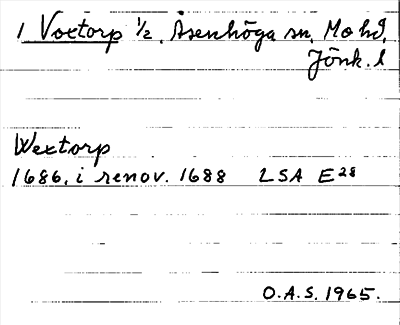 1 Voxtorp 1/2, Åsenhöga sn, Mo hd,
Jönk. l
Wextorp
1686, i renov. 1688 LSA E28
O.A.S. 1965.